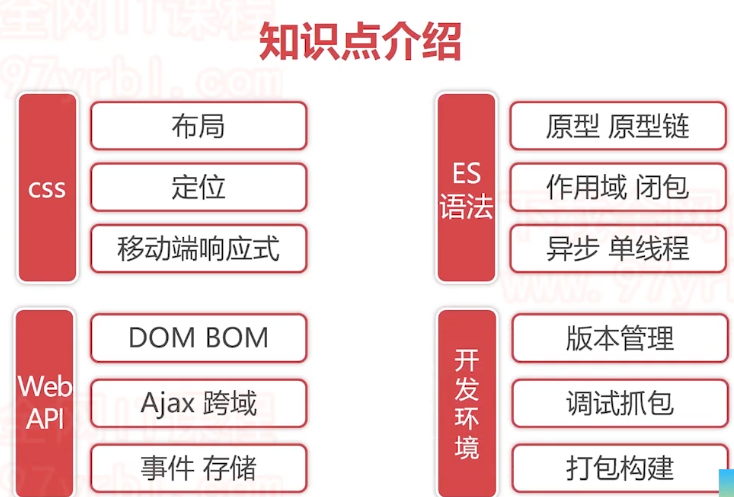 全网IT课程
97yrbl.com
知识点介绍
css
布局
定位
移动端响应式
ES
语法
原型 原型链
作用域 闭包
异步 单线程
Web
API
DOM BOM
Ajax 跨域
事件 存储
开
发
环
境
版本管理
调试抓包
打包构建